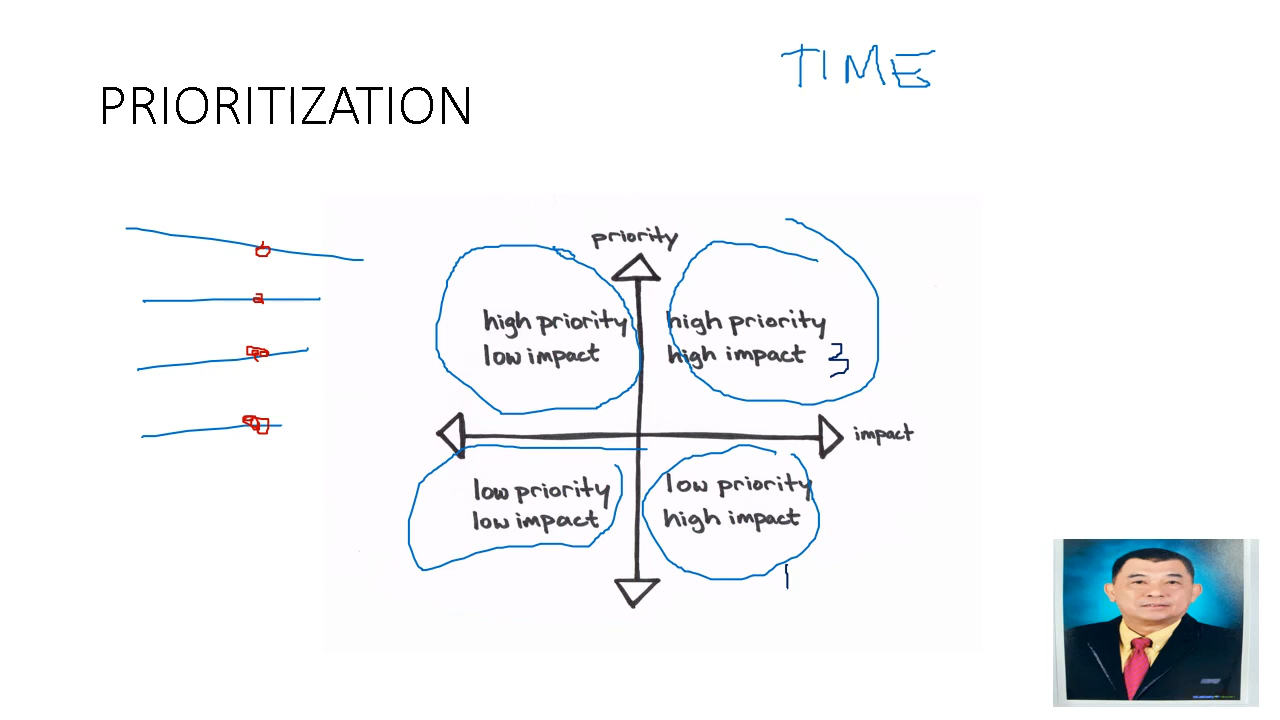 TIME
PRIORITIZATION
priority
high priority
low impact
high priority
high impact 3
impact
low priority
low impact
low priority
high impact
1